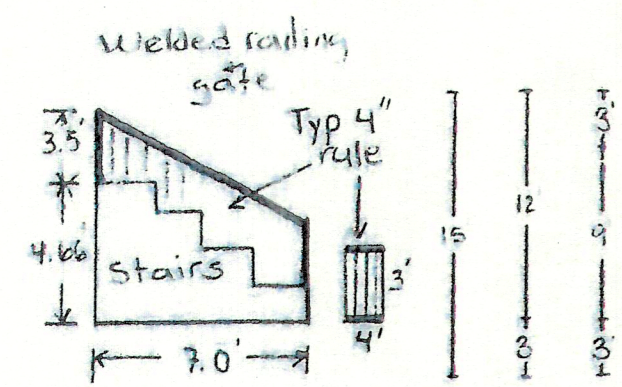 Welded railing
gate
Typ 4"
rule
3.5'
4.66'
Stairs
7.0'
3'
4'
15
12
3
3'
9
3'